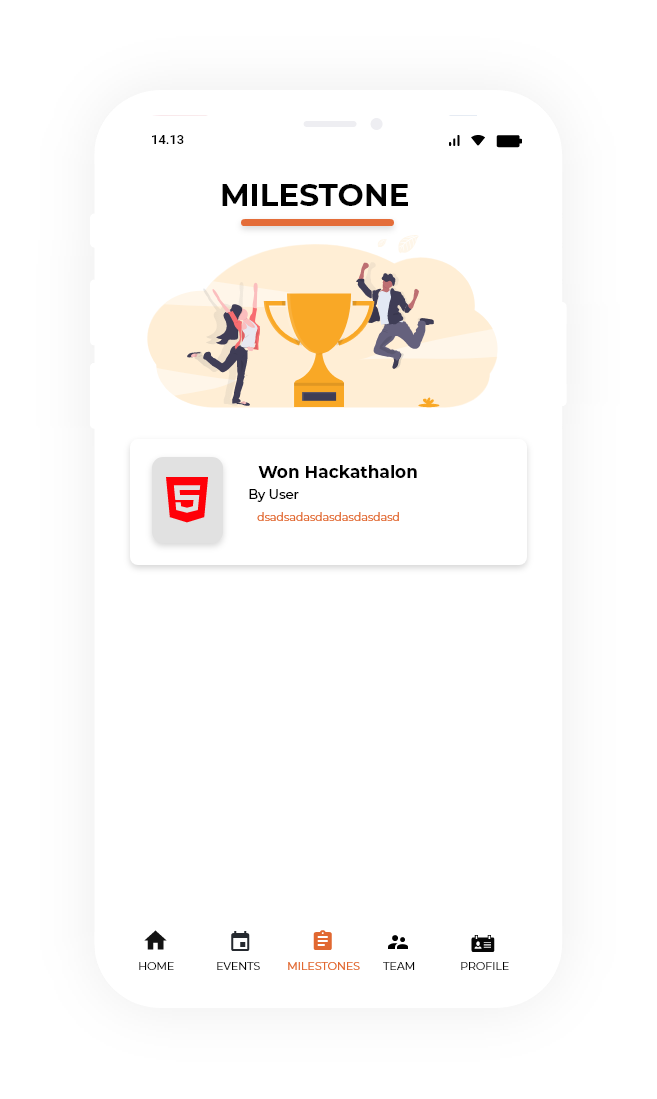 14.13
MILESTONE
Won Hackathalon
By User
dsadsadasdasdasdasdasd
HOME EVENTS MILESTONES TEAM PROFILE